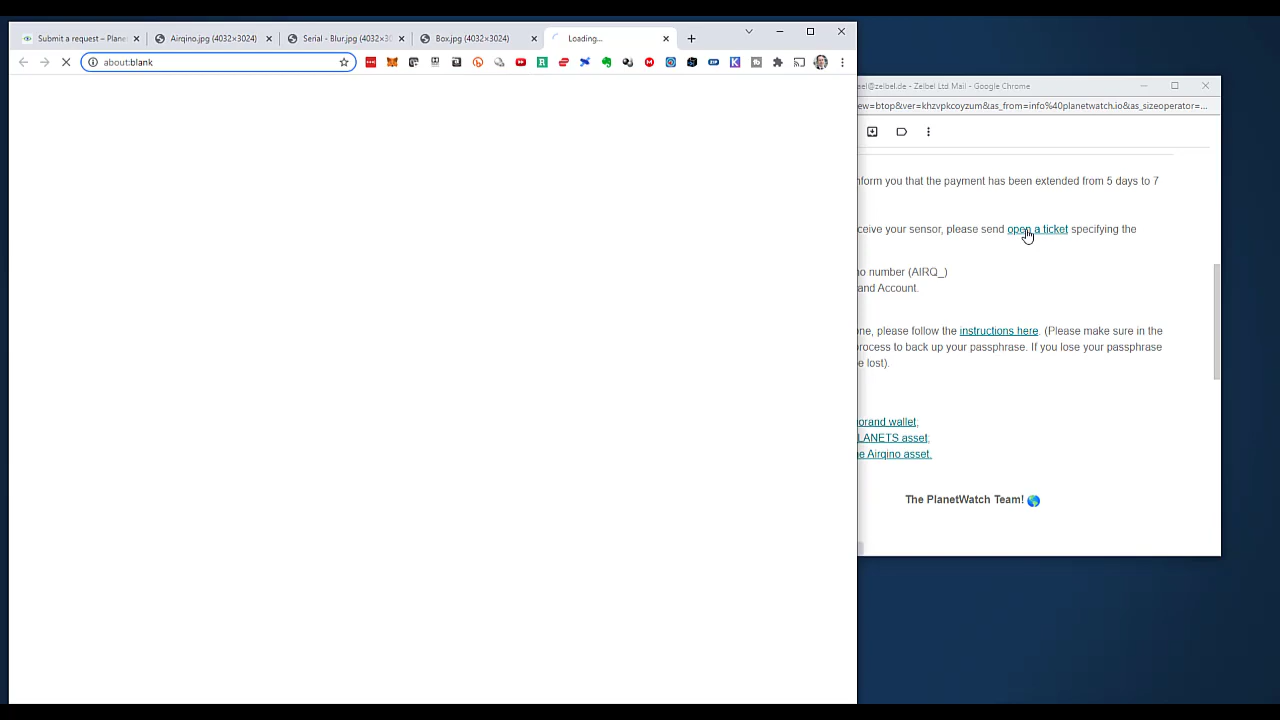 Submit a request – Plane
Airqino.jpg (4032×3024)
Serial - Blur.jpg (4032×3
Box.jpg (4032×3024)
Loading...
about:blank
ael@zeibel.de - Zeibel Ltd Mail - Google Chrome
ew=btop&ver=khzvpkcoyzum&as_from=info%40planetwatch.io&as_sizeoperator=...
nform you that the payment has been extended from 5 days to 7
ceive your sensor, please send open a ticket specifying the
no number (AIRQ_)
and Account.
one, please follow the instructions here. (Please make sure in the
process to back up your passphrase. If you lose your passphrase
e lost).
orand wallet,
LANETS asset,
e Airqino asset,
The PlanetWatch Team!